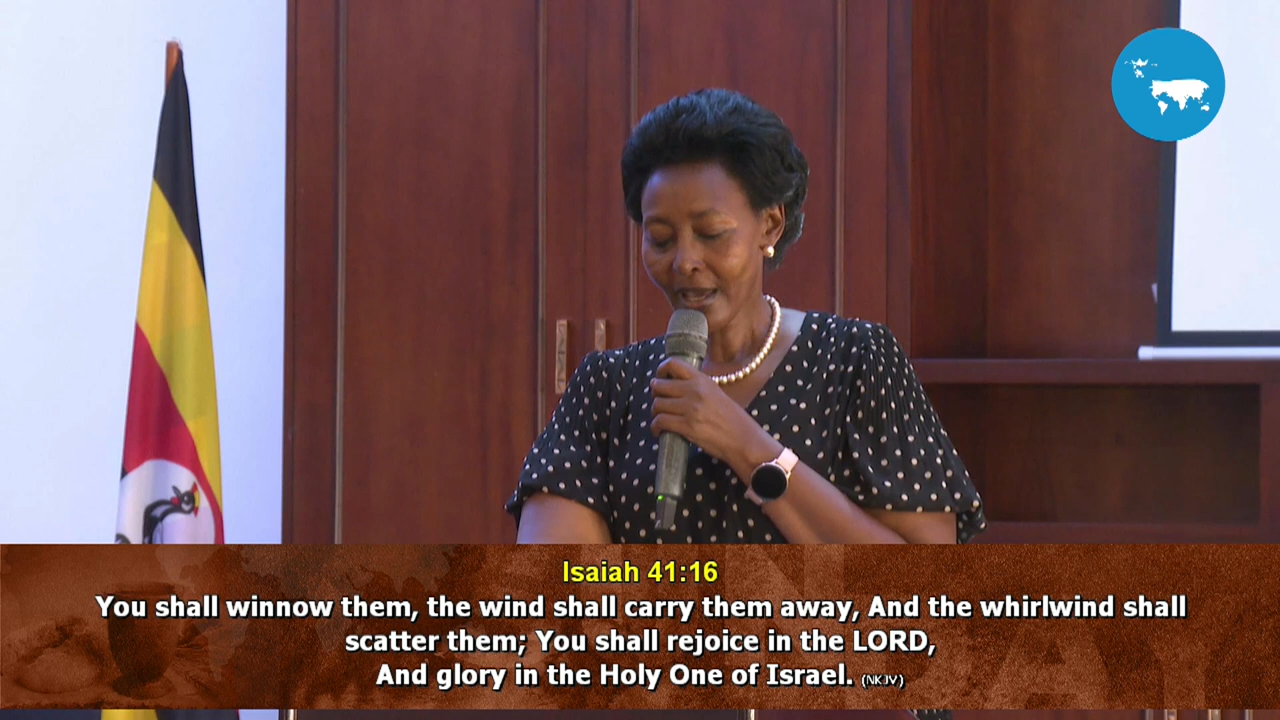 Isaiah 41:16
You shall winnow them, the wind shall carry them away, And the whirlwind shall
scatter them; You shall rejoice in the LORD,
And glory in the Holy One of Israel. (NKJV)